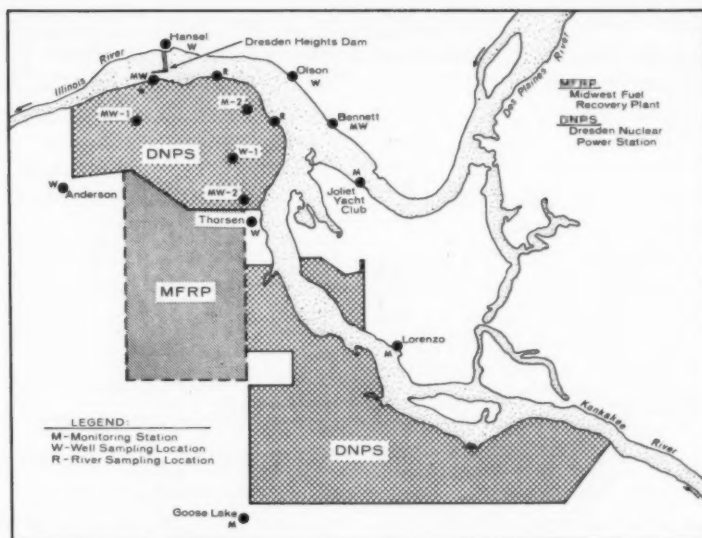 Hansel
W
Dresden Heights Dam
Illinois River
MW
R
Olson
W
Des Plaines River
MFRP
Midwest Fuel
Recovery Plant
DNPS
Dresden Nuclear
Power Station
MW-1
M-2
R
Bennett
MW
DNPS
W-1
M
Joliet
Yacht
Club
W
Anderson
MW-2
Thorsen
W
MFRP
Lorenzo
M
Kankakee River
LEGEND:
M-Monitoring Station
W-Well Sampling Location
R-River Sampling Location
DNPS
Goose Lake
M